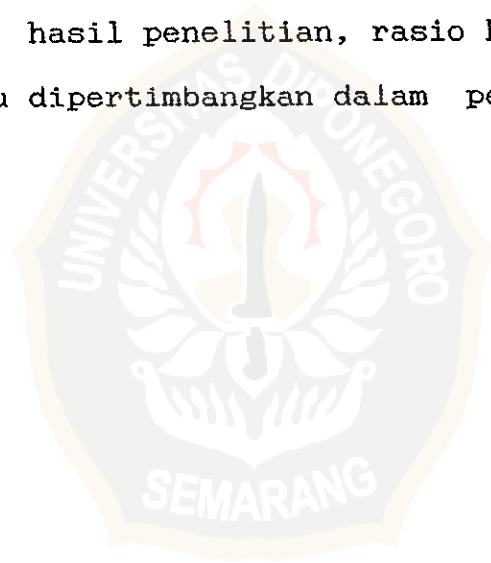 hasil penelitian, rasio
dipertimbangkan dalam
UNIVERSITAS DIPONEGORO
SEMARANG